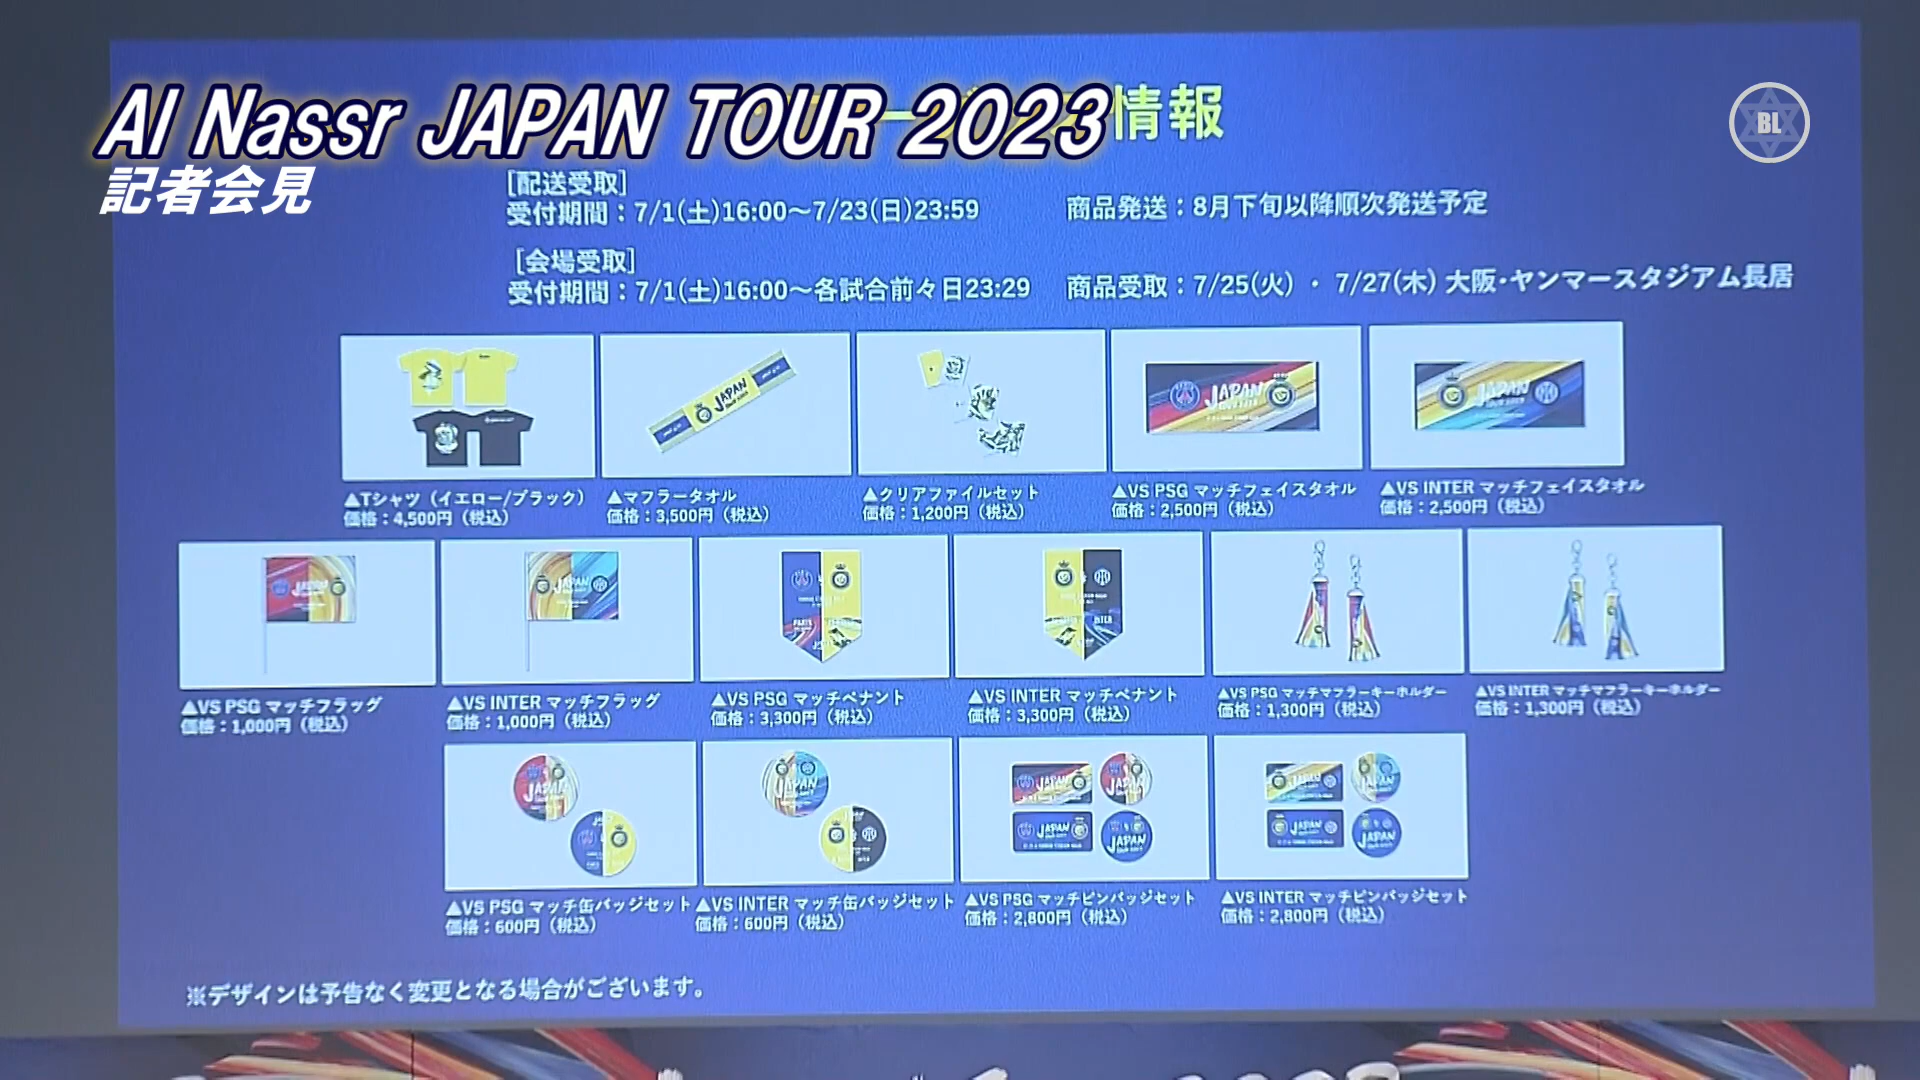 Al Nassr JAPAN TOUR 2023
情報
記者会見
BL
[配送受取]
受付期間：7/1(土)16:00～7/23(日)23:59
商品発送：8月下旬以降順次発送予定
[会場受取]
受付期間：7/1(土)16:00～各試合前々日23:29
商品受取：7/25(火) ・ 7/27(木) 大阪・ヤンマースタジアム長居
▲Tシャツ（イエロー/ブラック）
価格：4,500円（税込）
▲マフラータオル
価格：3,500円（税込）
▲クリアファイルセット
価格：1,200円（税込）
▲VS PSG マッチフェイスタオル
価格：2,500円（税込）
▲VS INTER マッチフェイスタオル
価格：2,500円（税込）
▲VS PSG マッチフラッグ
価格：1,000円（税込）
▲VS INTER マッチフラッグ
価格：1,000円（税込）
▲VS PSG マッチペナント
価格：3,300円（税込）
▲VS INTER マッチペナント
価格：3,300円（税込）
▲VS PSG マッチマフラーキーホルダー
価格：1,300円（税込）
▲VS INTER マッチマフラーキーホルダー
価格：1,300円（税込）
▲VS PSG マッチ缶バッジセット
価格：600円（税込）
▲VS INTER マッチ缶バッジセット
価格：600円（税込）
▲VS PSG マッチピンバッジセット
価格：2,800円（税込）
▲VS INTER マッチピンバッジセット
価格：2,800円（税込）
※デザインは予告なく変更となる場合がございます。